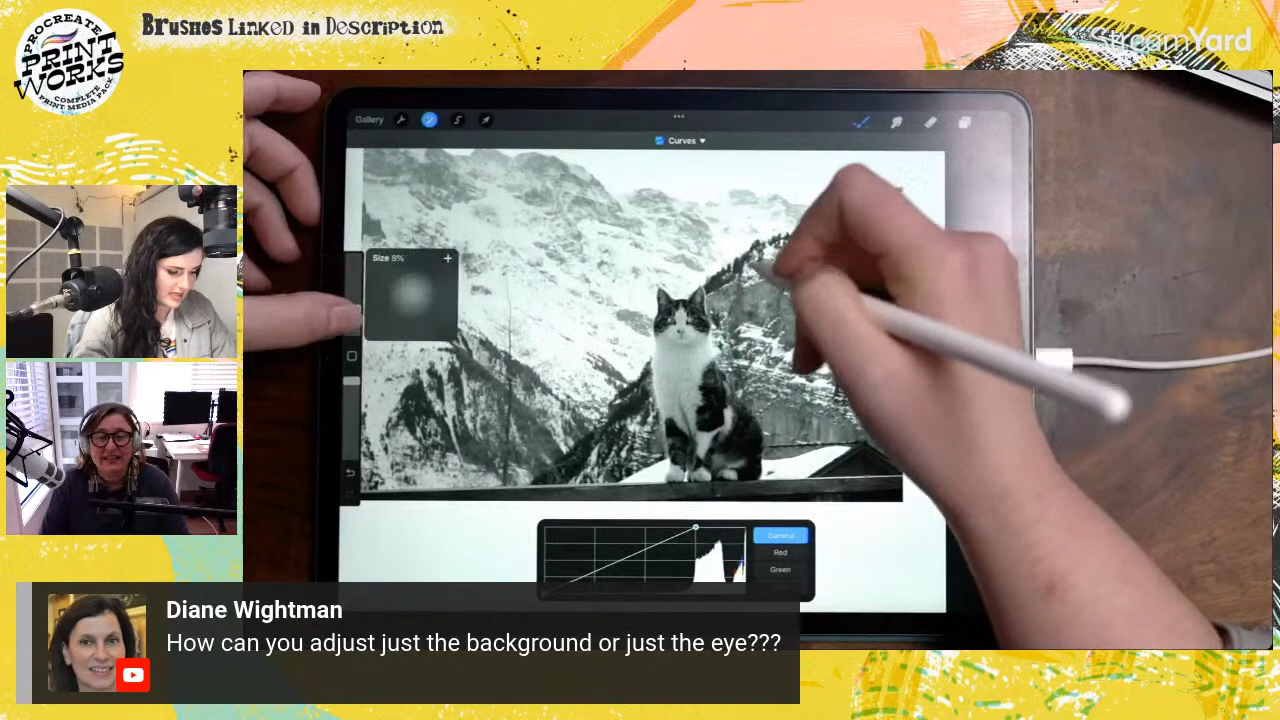 PROCREATE
PRINT
WORKS
COMPLETE
PRINT MEDIA PACK
Brushes Linked in Description
StreamYard
Gallery
Curves
Size 8%
Gamma
Red
Green
Diane Wightman
How can you adjust just the background or just the eye???